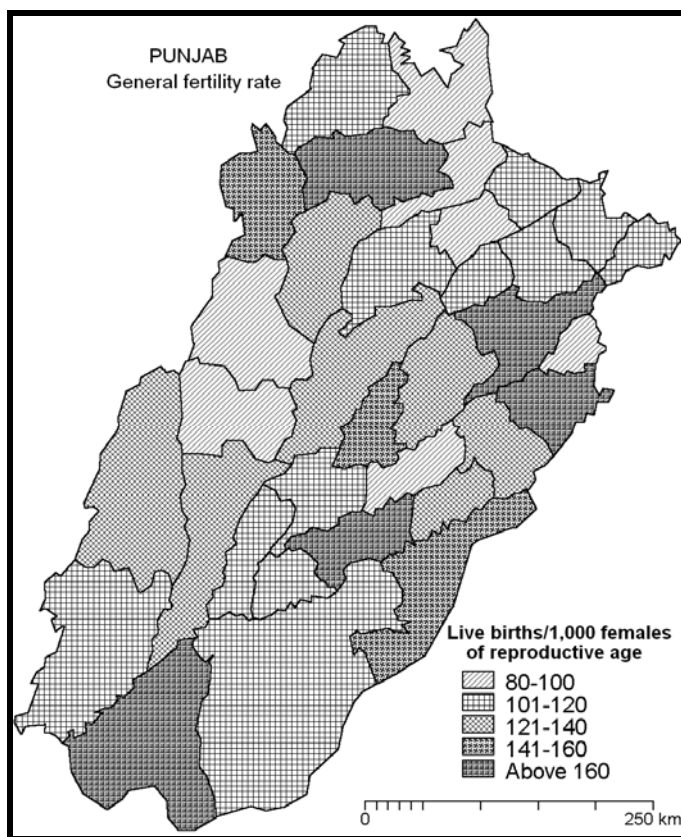 PUNJAB
General fertility rate
Live births/1,000 females
of reproductive age
80-100
101-120
121-140
141-160
Above 160
0 250 km